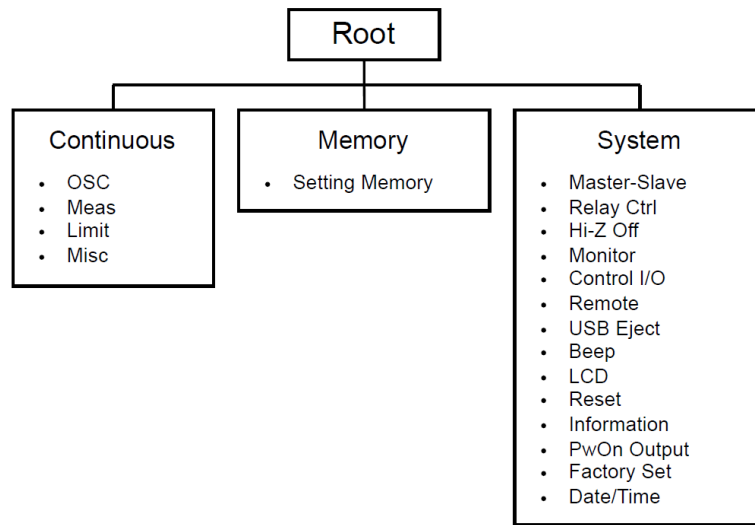 Root
Continuous
• OSC
• Meas
• Limit
• Misc
Memory
• Setting Memory
System
• Master-Slave
• Relay Ctrl
• Hi-Z Off
• Monitor
• Control I/O
• Remote
• USB Eject
• Beep
• LCD
• Reset
• Information
• PwOn Output
• Factory Set
• Date/Time